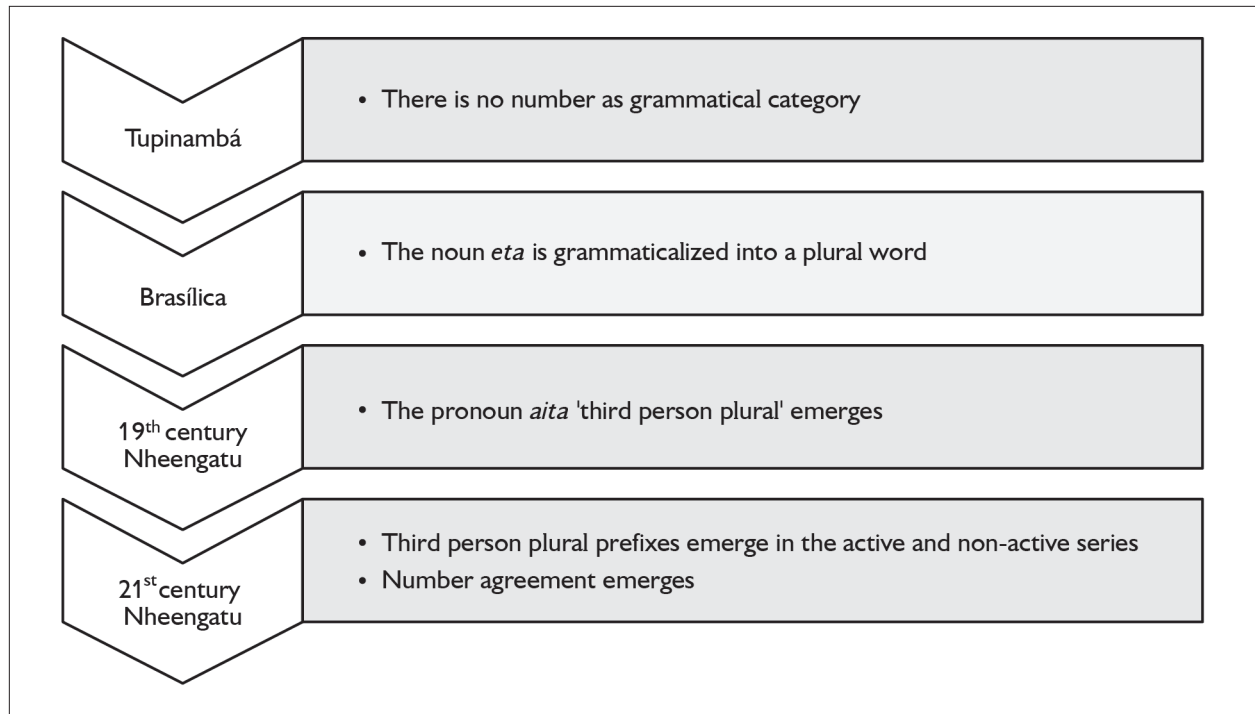 Tupinambá
• There is no number as grammatical category
Brasílica
• The noun eta is grammaticalized into a plural word
19th century
Nheengatu
• The pronoun aita 'third person plural' emerges
21st century
Nheengatu
• Third person plural prefixes emerge in the active and non-active series
• Number agreement emerges